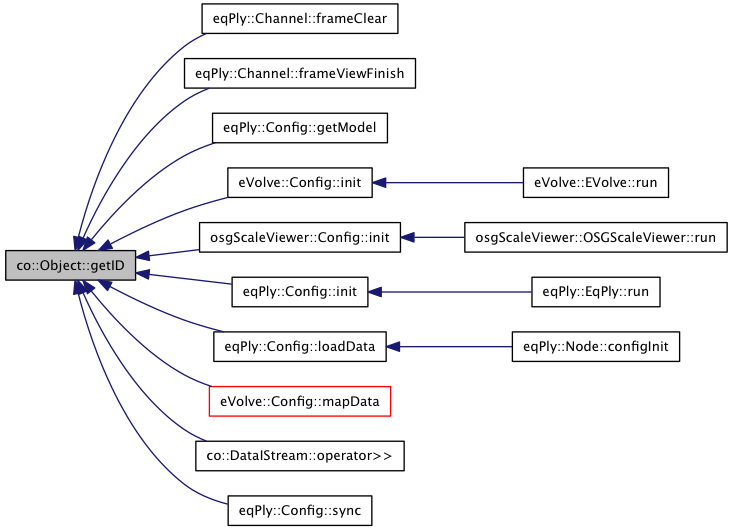 eqPly::Channel::frameClear
eqPly::Channel::frameViewFinish
eqPly::Config::getModel
eVolve::Config::init
eVolve::EVolve::run
osgScaleViewer::Config::init
osgScaleViewer::OSGScaleViewer::run
co::Object::getID
eqPly::Config::init
eqPly::EqPly::run
eqPly::Config::loadData
eqPly::Node::configInit
eVolve::Config::mapData
co::DataIStream::operator>>
eqPly::Config::sync